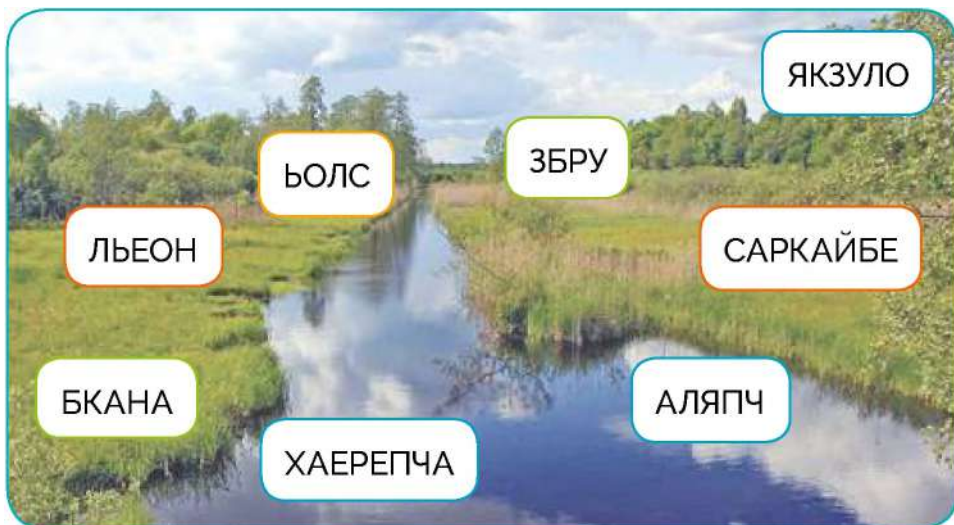 ЯКЗУЛО
ЬОЛС
ЗБРУ
ЛЬЕОН
САРКАЙБЕ
БКАНА
АЛЯПЧ
ХАЕРЕПЧА